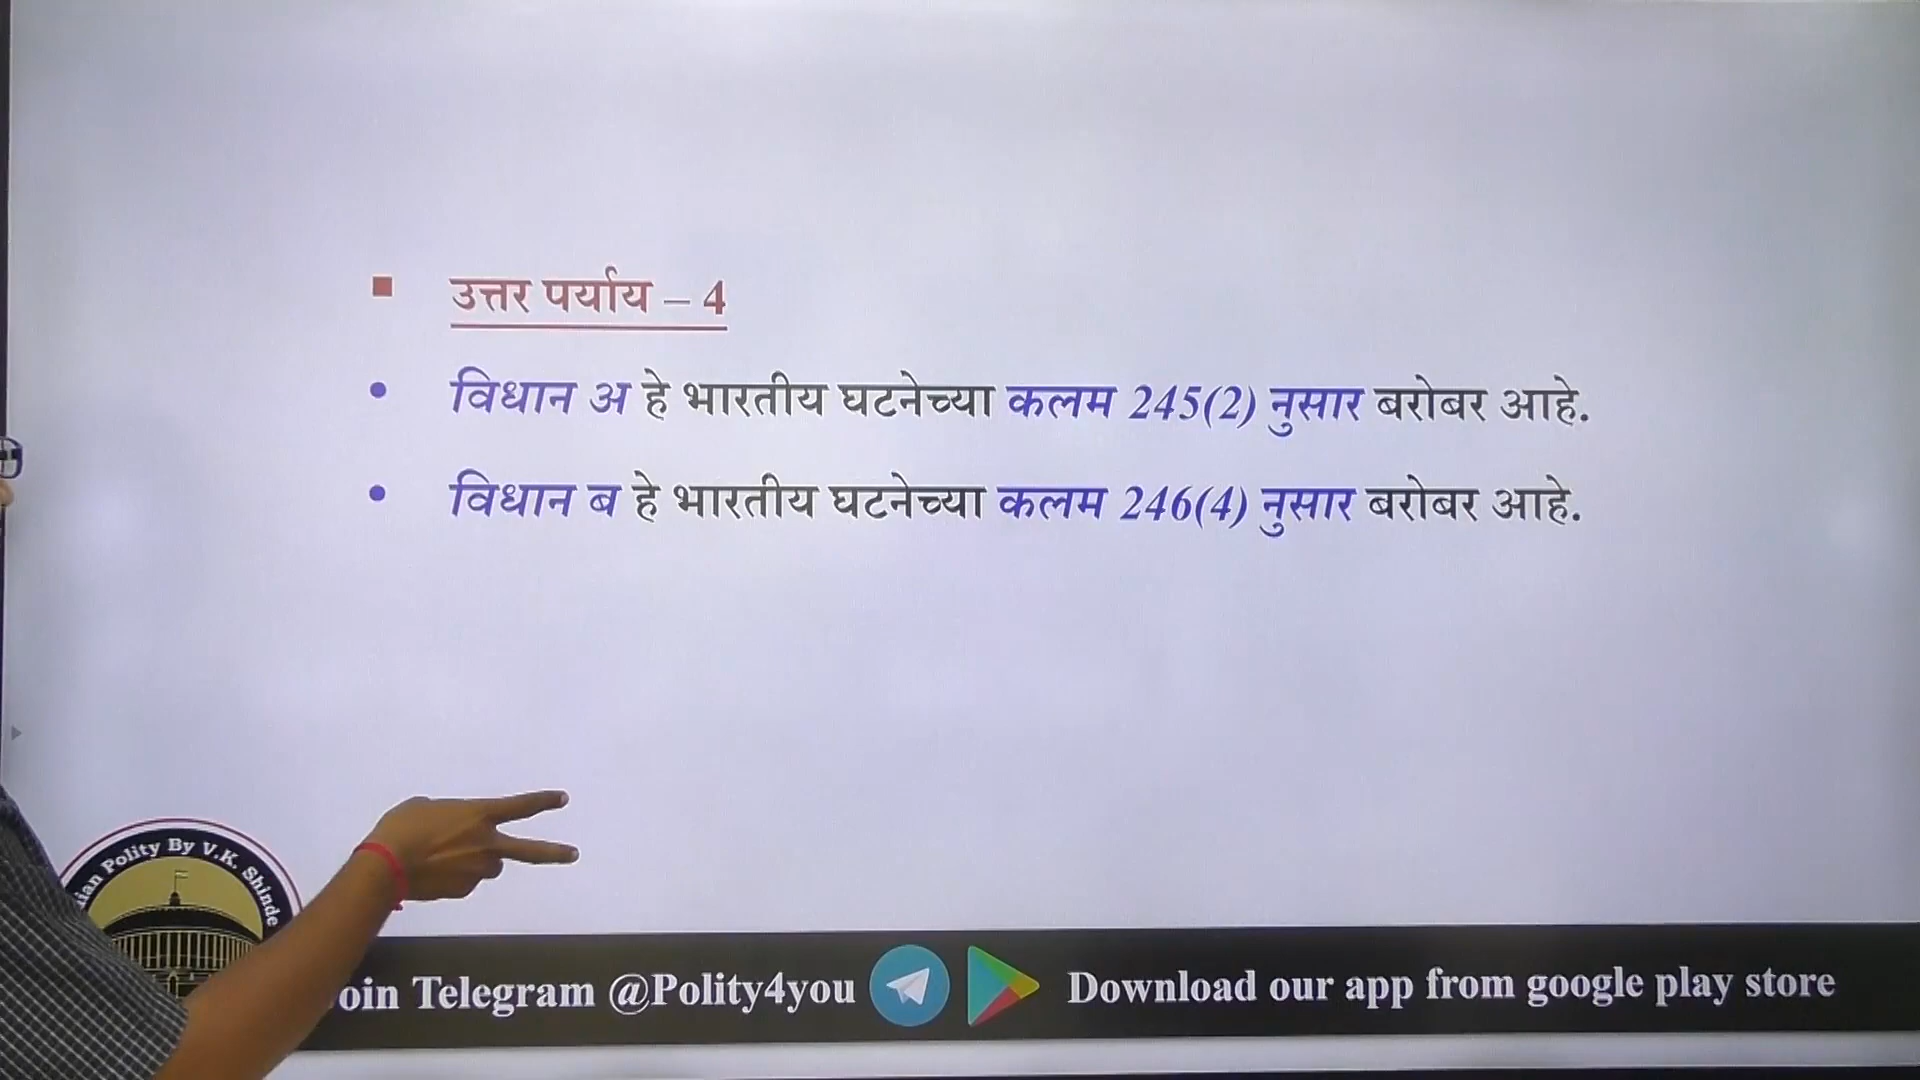 उत्तर पर्याय – 4
विधान अ हे भारतीय घटनेच्या कलम 245(2) नुसार बरोबर आहे.
विधान ब हे भारतीय घटनेच्या कलम 246(4) नुसार बरोबर आहे.
Polity By V.K. Shinde
Telegram @Polity4you
Download our app from google play store